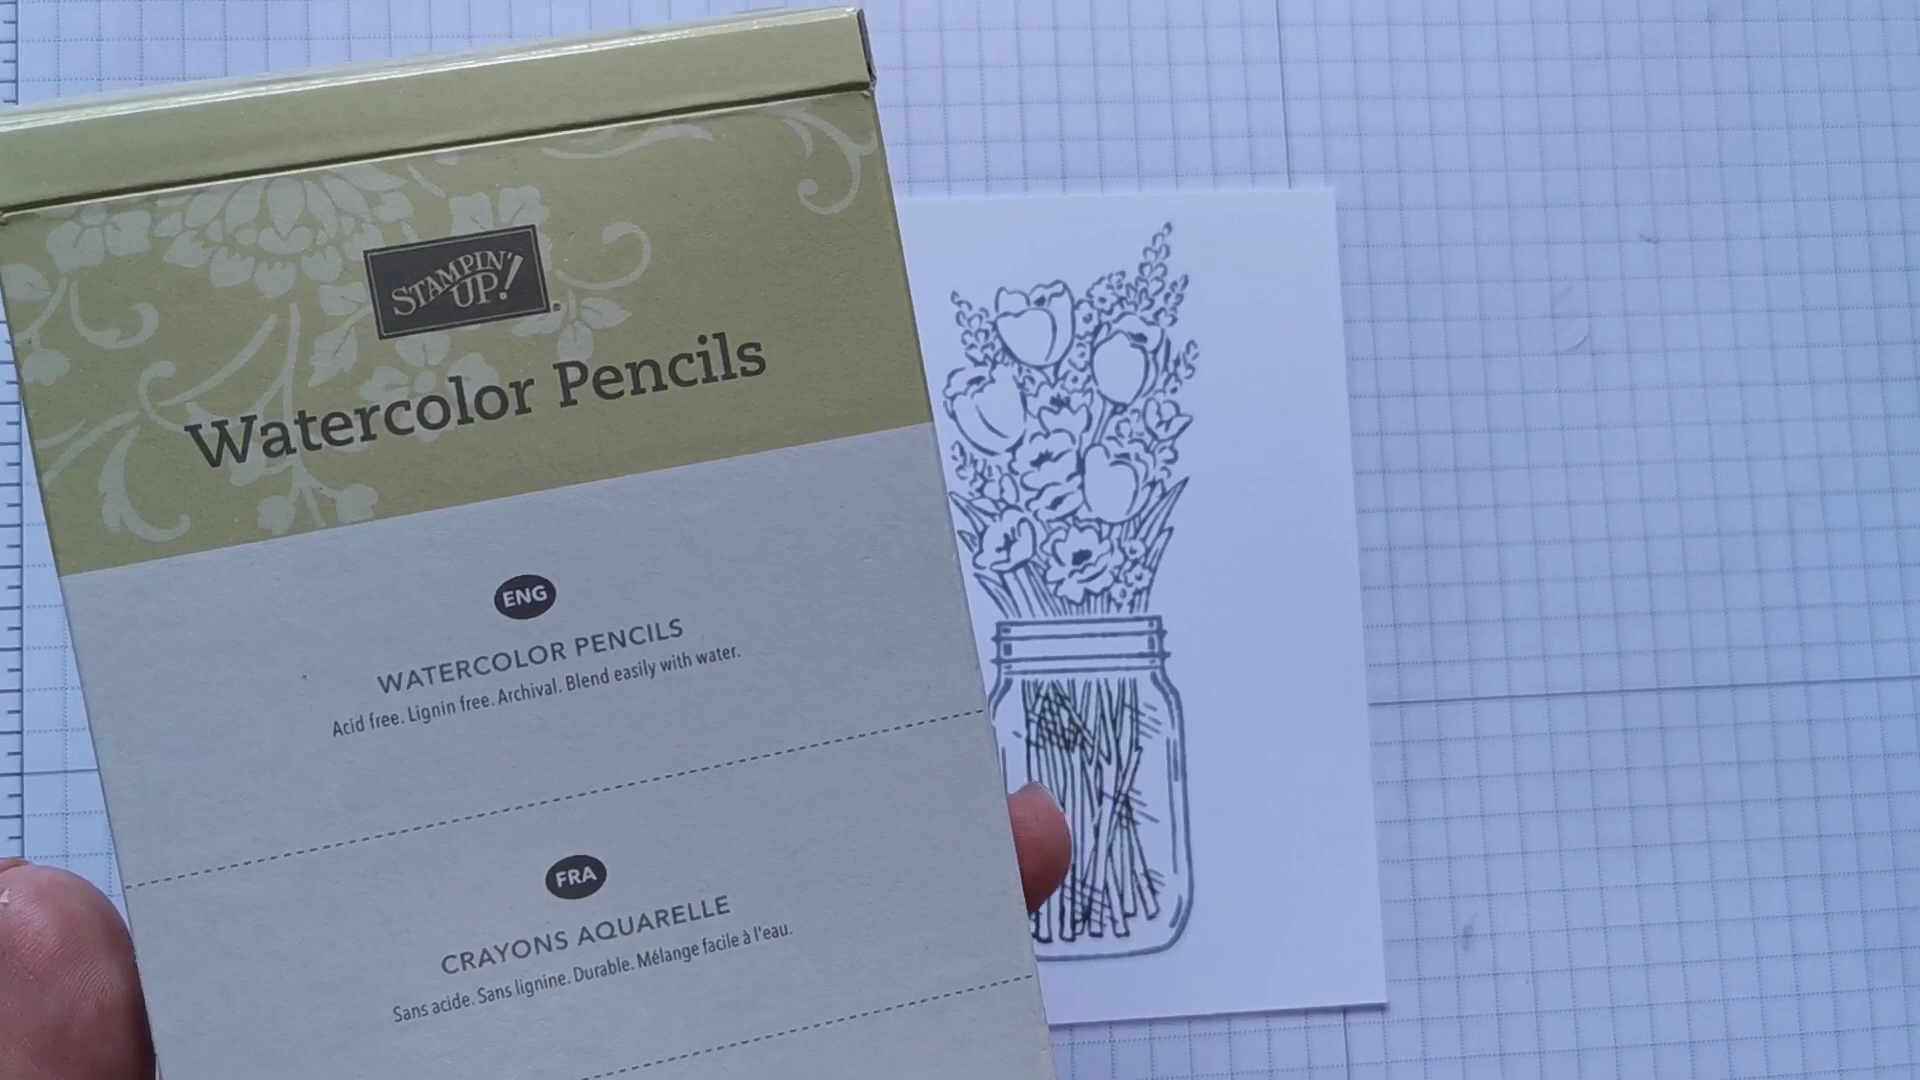 STAMPIN'
UP!®
Watercolor Pencils
ENG
WATERCOLOR PENCILS
Acid free. Lignin free. Archival. Blend easily with water.
FRA
CRAYONS AQUARELLE
Sans acide. Sans lignine. Durable. Mélange facile à l'eau.